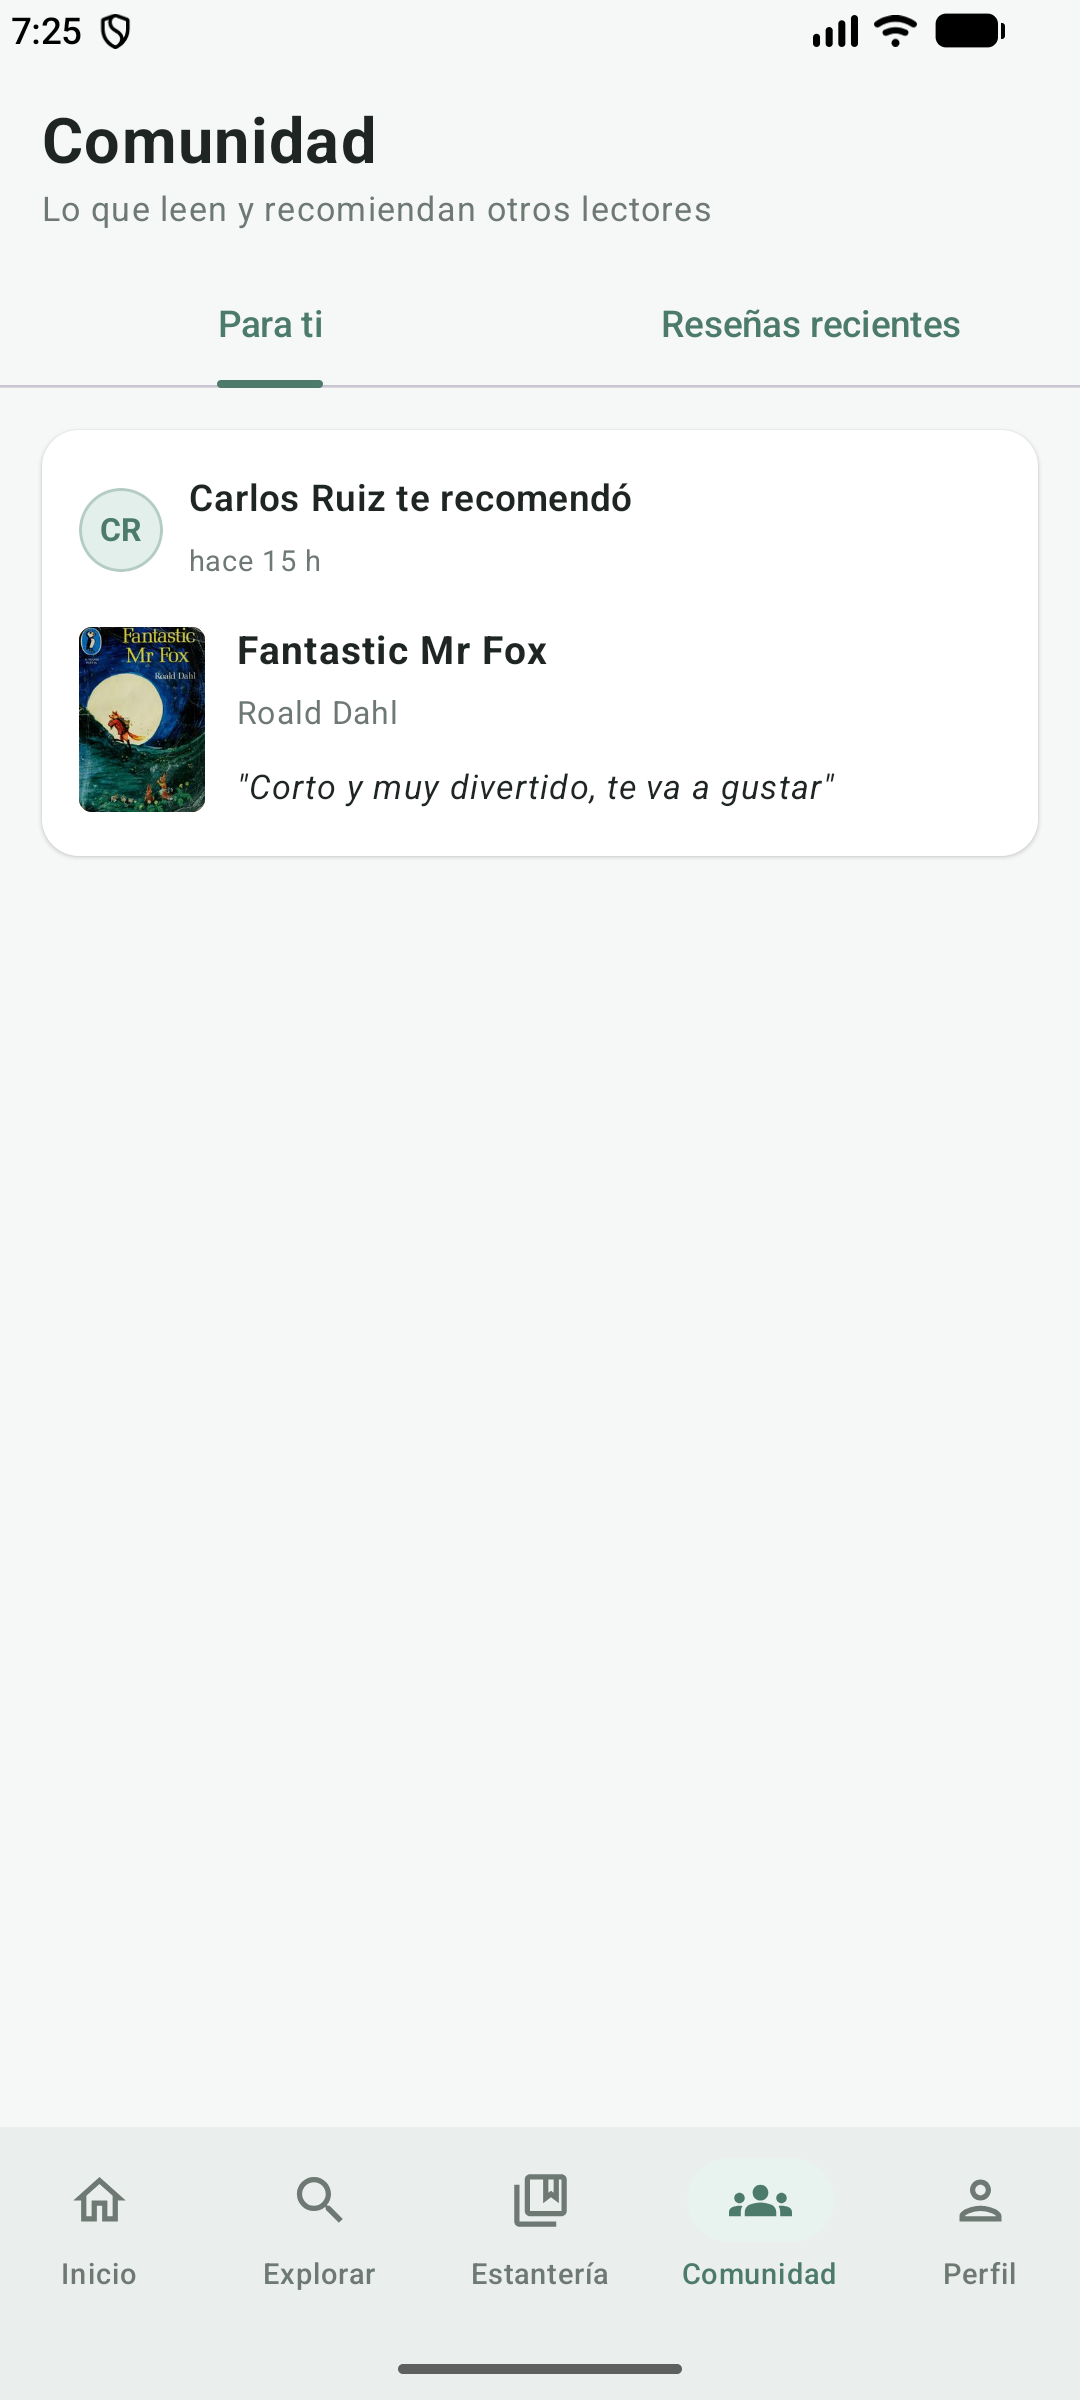 7:25
Comunidad
Lo que leen y recomiendan otros lectores
Para ti
Reseñas recientes
CR
Carlos Ruiz te recomendó
hace 15 h
Fantastic
Mr Fox
Roald Dahl
Fantastic Mr Fox
Roald Dahl
"Corto y muy divertido, te va a gustar"
Inicio
Explorar
Estantería
Comunidad
Perfil